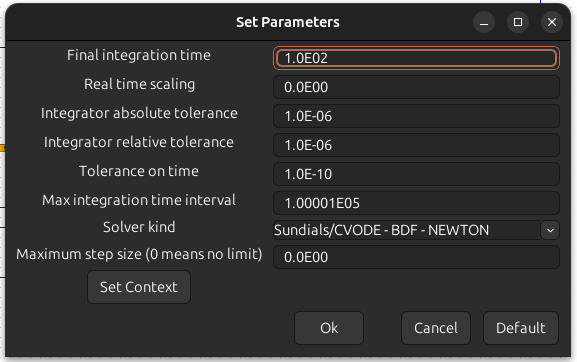 Set Parameters
Final integration time 1.0E02
Real time scaling 0.0E00
Integrator absolute tolerance 1.0E-06
Integrator relative tolerance 1.0E-06
Tolerance on time 1.0E-10
Max integration time interval 1.00001E05
Solver kind Sundials/CVODE - BDF - NEWTON
Maximum step size (0 means no limit) 0.0E00
Set Context
Ok Cancel Default